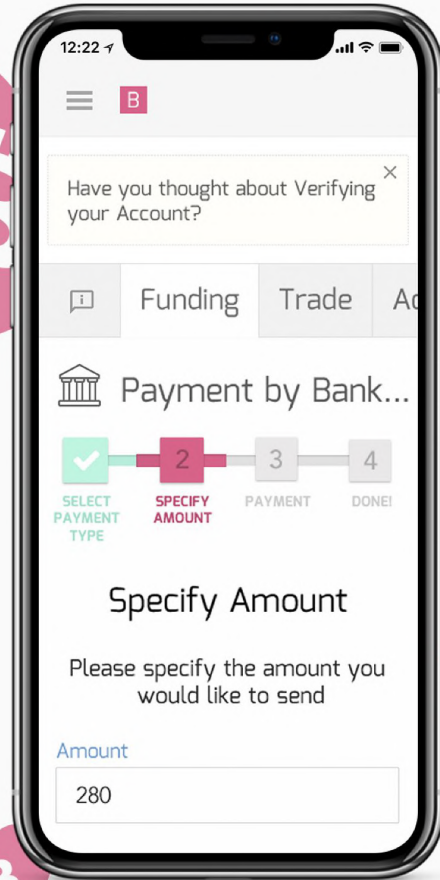 12:22
B
Have you thought about Verifying
your Account?
Funding
Trade
Payment by Bank...
2
3
4
SELECT
PAYMENT
TYPE
SPECIFY
AMOUNT
PAYMENT
DONE!
Specify Amount
Please specify the amount you
would like to send
Amount
280